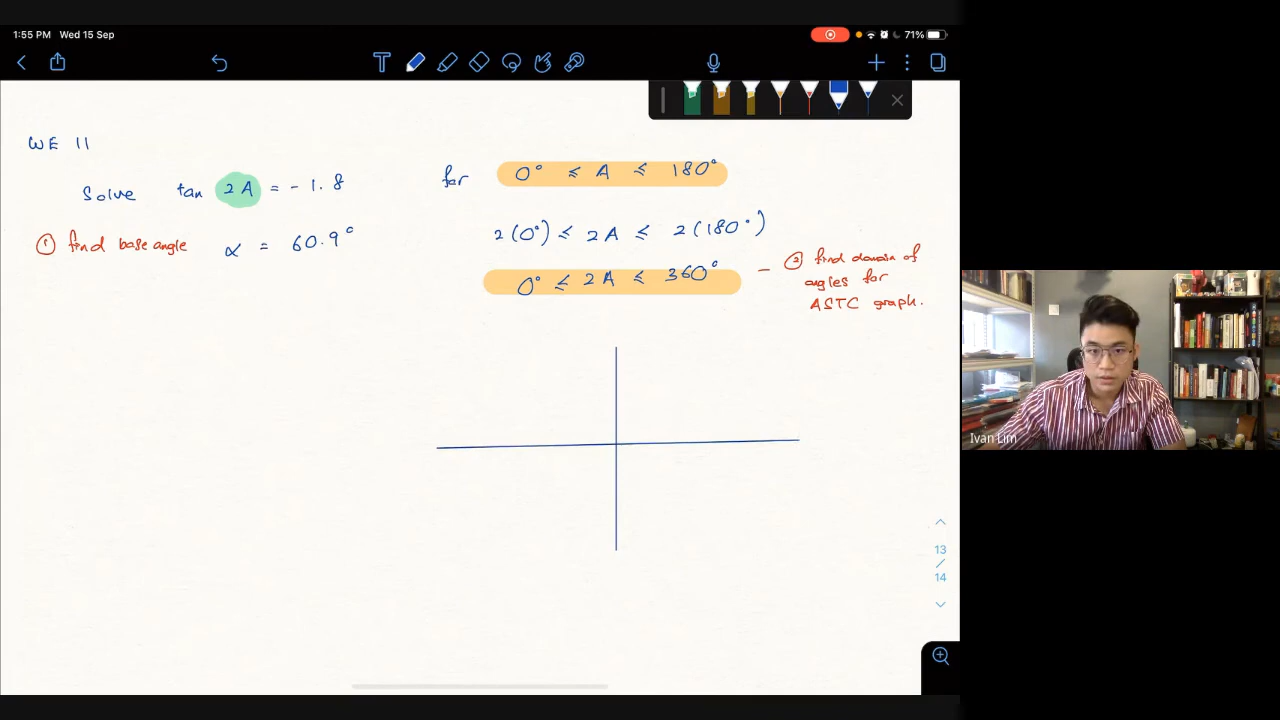 1:55 PM Wed 15 Sep
71%
T
WE 11
Solve tan 2A = - 1.8 for 0° ≤ A ≤ 180°
① find base angle α = 60.9°
2(0°) ≤ 2A ≤ 2(180°)
0° ≤ 2A ≤ 360° – ② find domain of
angles for
ASTC graph.
Ivan Lim
13
/
14